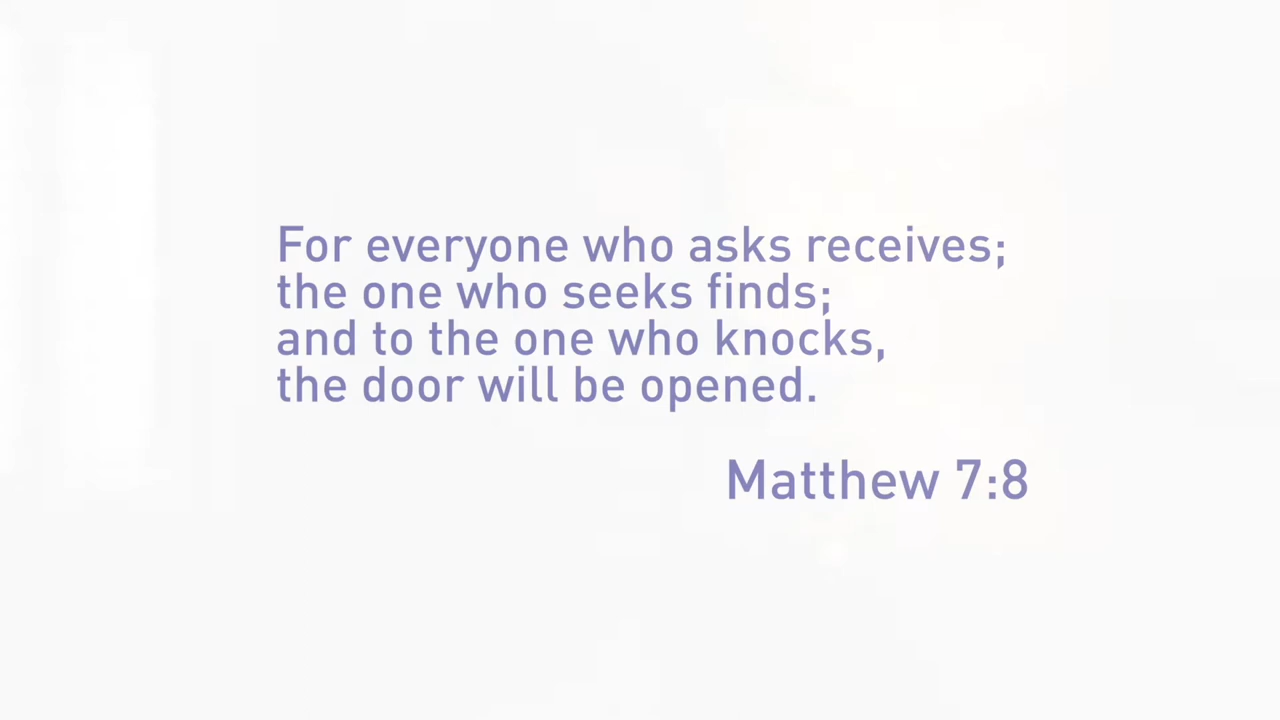 For everyone who asks receives;
the one who seeks finds;
and to the one who knocks,
the door will be opened.
Matthew 7:8